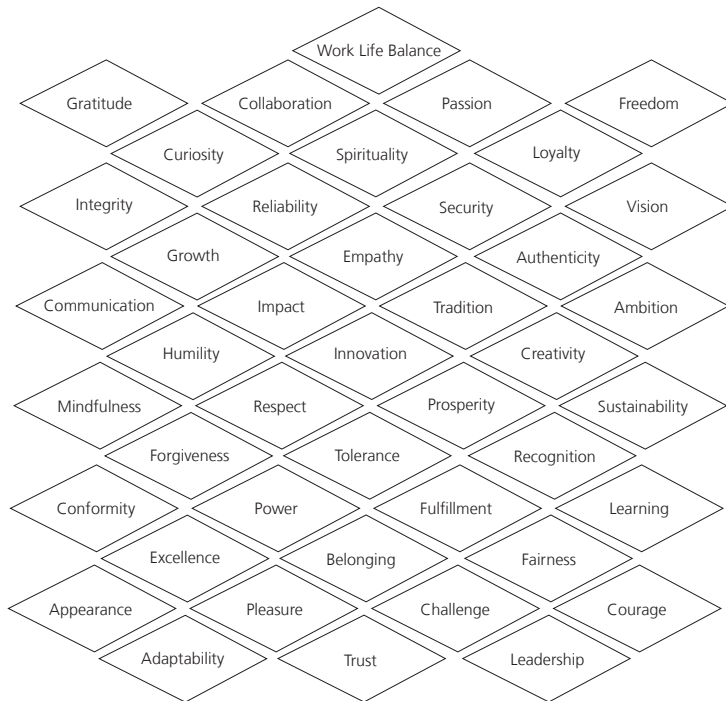 Work Life Balance
Gratitude
Collaboration
Passion
Freedom
Curiosity
Spirituality
Loyalty
Integrity
Reliability
Security
Vision
Growth
Empathy
Authenticity
Communication
Impact
Tradition
Ambition
Humility
Innovation
Creativity
Mindfulness
Respect
Prosperity
Sustainability
Forgiveness
Tolerance
Recognition
Conformity
Power
Fulfillment
Learning
Excellence
Belonging
Fairness
Appearance
Pleasure
Challenge
Courage
Adaptability
Trust
Leadership